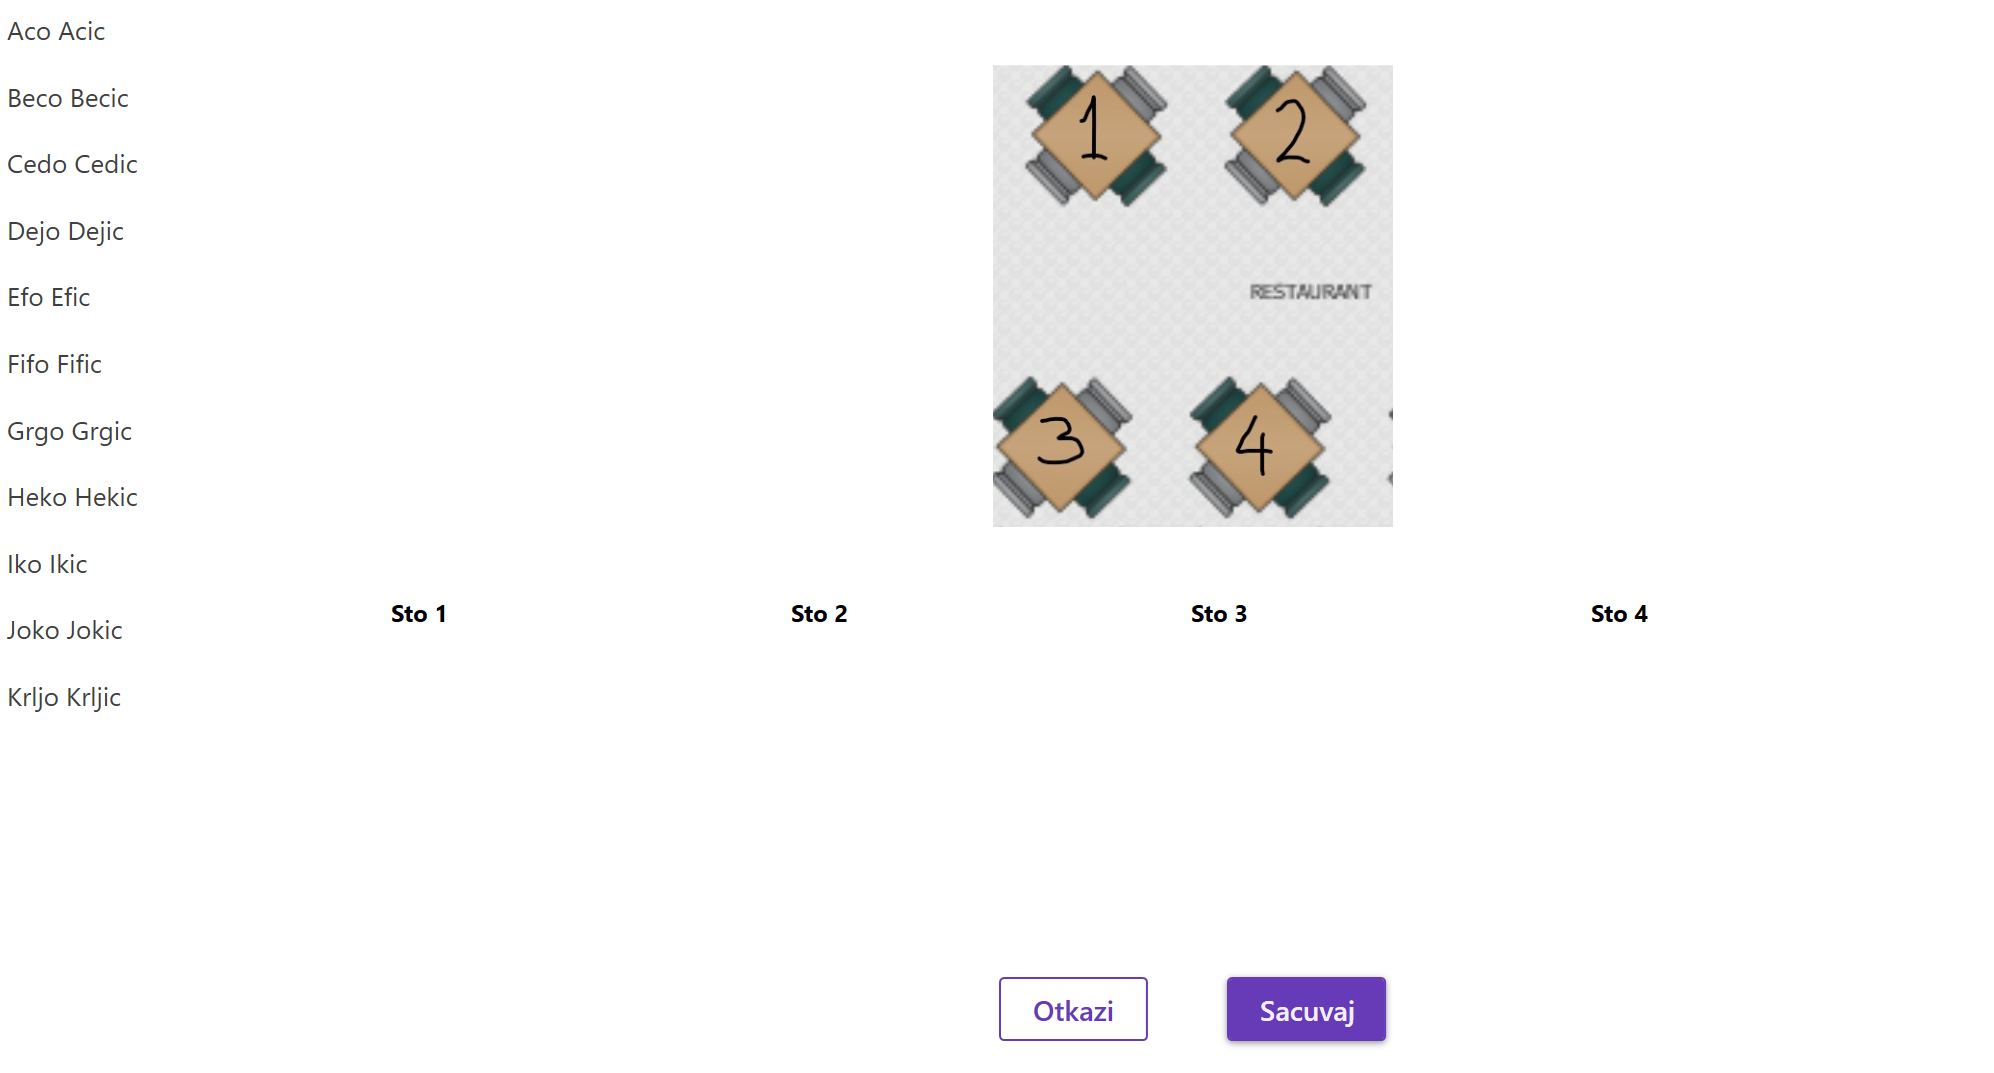 Aco Acic
Beco Becic
Cedo Cedic
Dejo Dejic
Efo Efic
Fifo Fific
Grgo Grgic
Heko Hekic
Iko Ikic
Joko Jokic
Krljo Krljic
1 2
RESTAURANT
3 4
Sto 1 Sto 2 Sto 3 Sto 4
Otkazi Sacuvaj